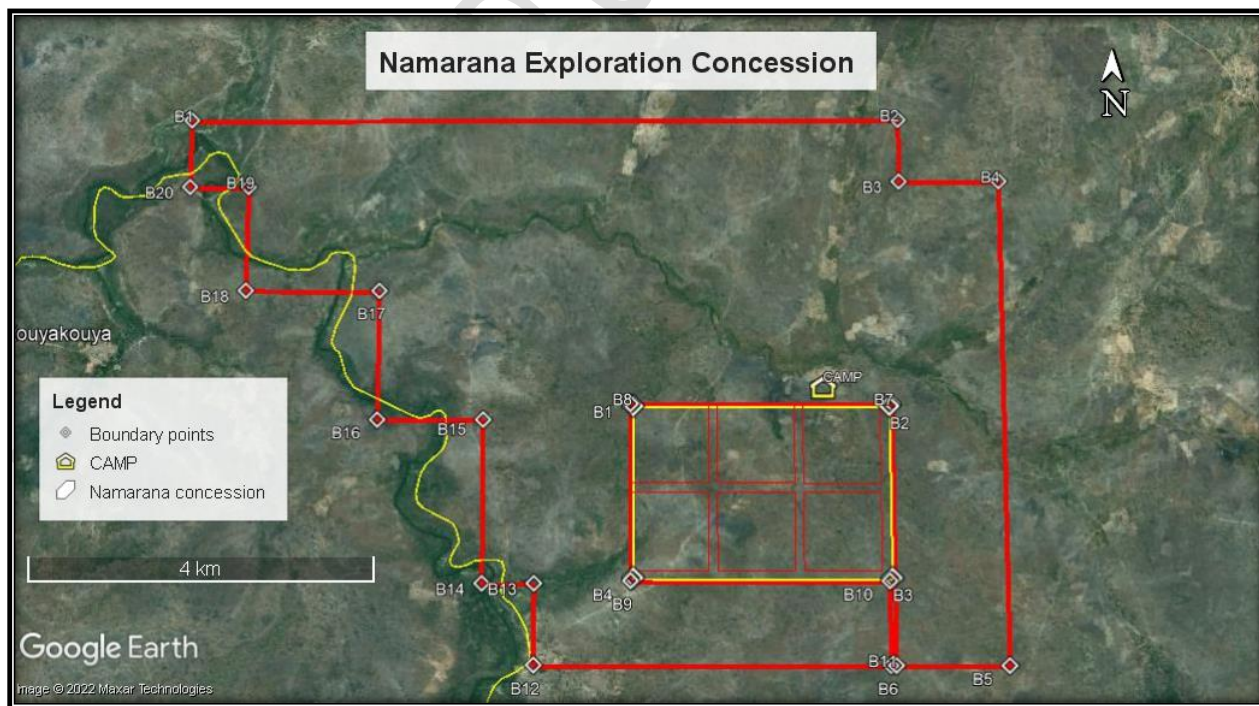 Namarana Exploration Concession
N
B1
B2
B20
B19
B3
B4
B18
B17
ouyakouya
CAMP
B8
B7
B1
B2
B16
B15
Legend
Boundary points
CAMP
Namarana concession
4 km
B14
B13
B4
B9
B10
B3
B11
B12
B6
B5
Google Earth
Image © 2022 Maxar Technologies